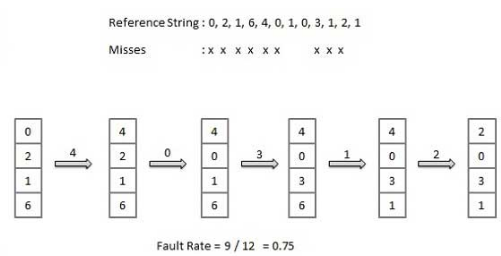 Reference String : 0, 2, 1, 6, 4, 0, 1, 0, 3, 1, 2, 1
Misses : x x x x x x x x x
0 4 4 4 4 2
4 0 3 1 2
2 2 0 0 0 0
1 1 1 3 3 3
6 6 6 6 1 1
Fault Rate = 9 / 12 = 0.75